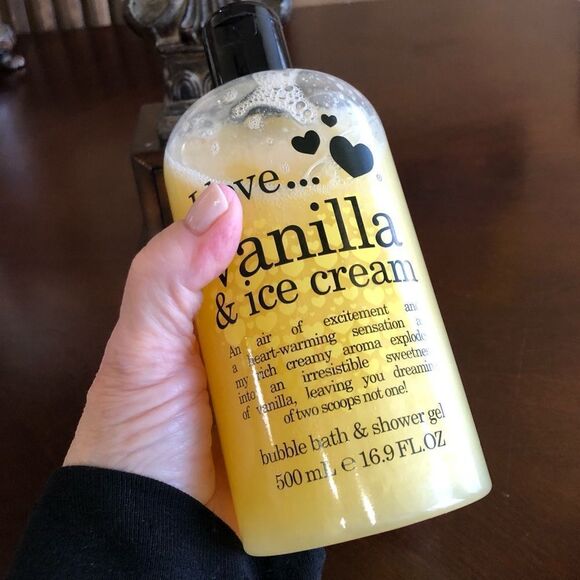 love...
vanilla
& ice cream
An air of excitement and
a heart-warming sensation a
my rich creamy aroma explode
into an irresistible sweetne
of vanilla, leaving you dreamin
of two scoops not one!
bubble bath & shower gel
500 mL e 16.9 FL.OZ